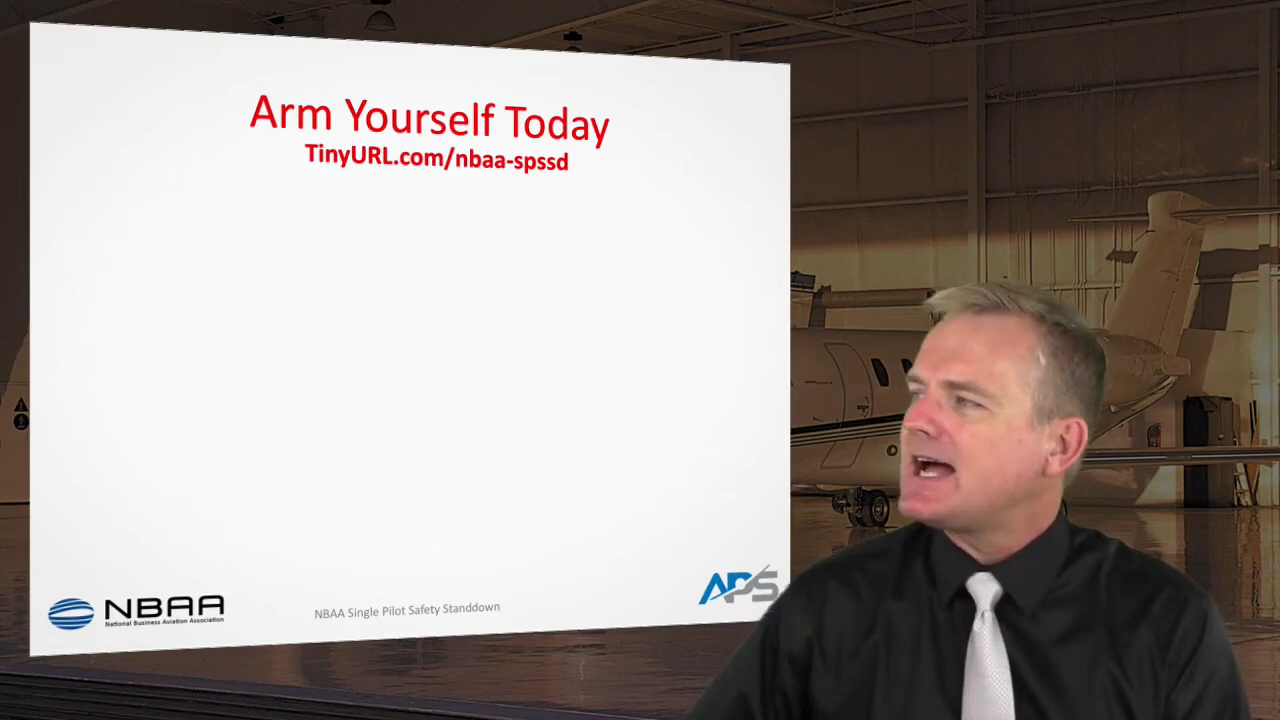 Arm Yourself Today
TinyURL.com/nbaa-spssd
NBAA
National Business Aviation Association
NBAA Single Pilot Safety Standdown
APS